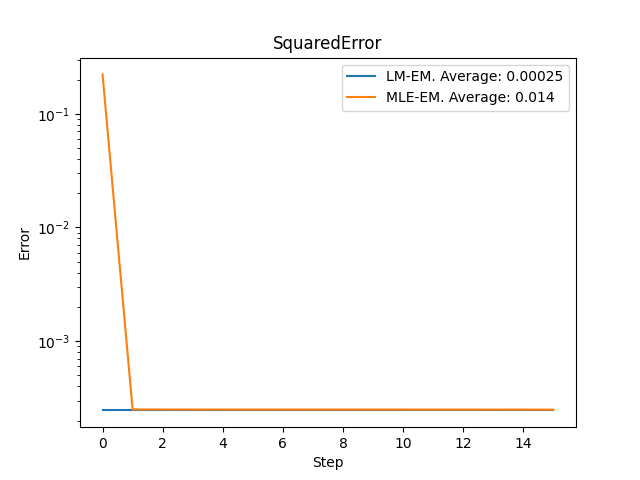 SquaredError
LM-EM. Average: 0.00025
MLE-EM. Average: 0.014
10⁻¹
10⁻²
10⁻³
Error
0 2 4 6 8 10 12 14
Step